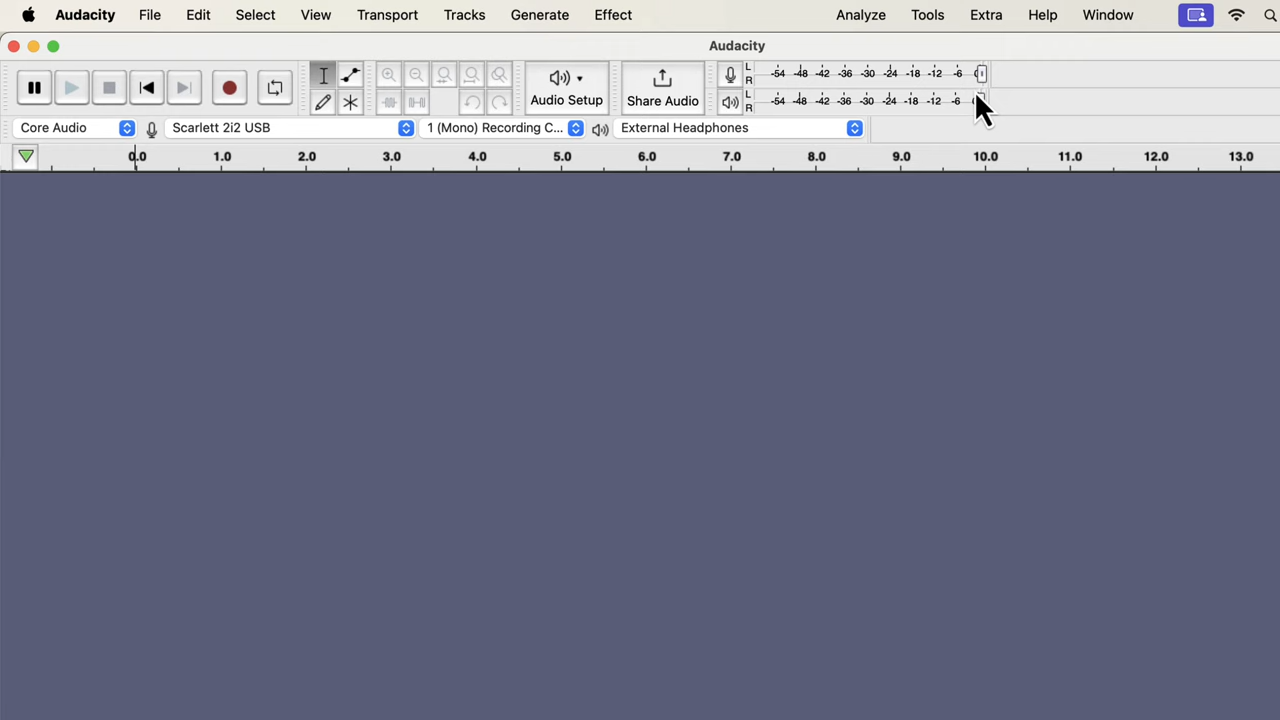 Audacity File Edit Select View Transport Tracks Generate Effect Analyze Tools Extra Help Window
Audacity
L
R
-54 -48 -42 -36 -30 -24 -18 -12 -6
Audio Setup
Share Audio
L
R
-54 -48 -42 -36 -30 -24 -18 -12 -6
Core Audio
Scarlett 2i2 USB
1 (Mono) Recording C...
External Headphones
0.0 1.0 2.0 3.0 4.0 5.0 6.0 7.0 8.0 9.0 10.0 11.0 12.0 13.0